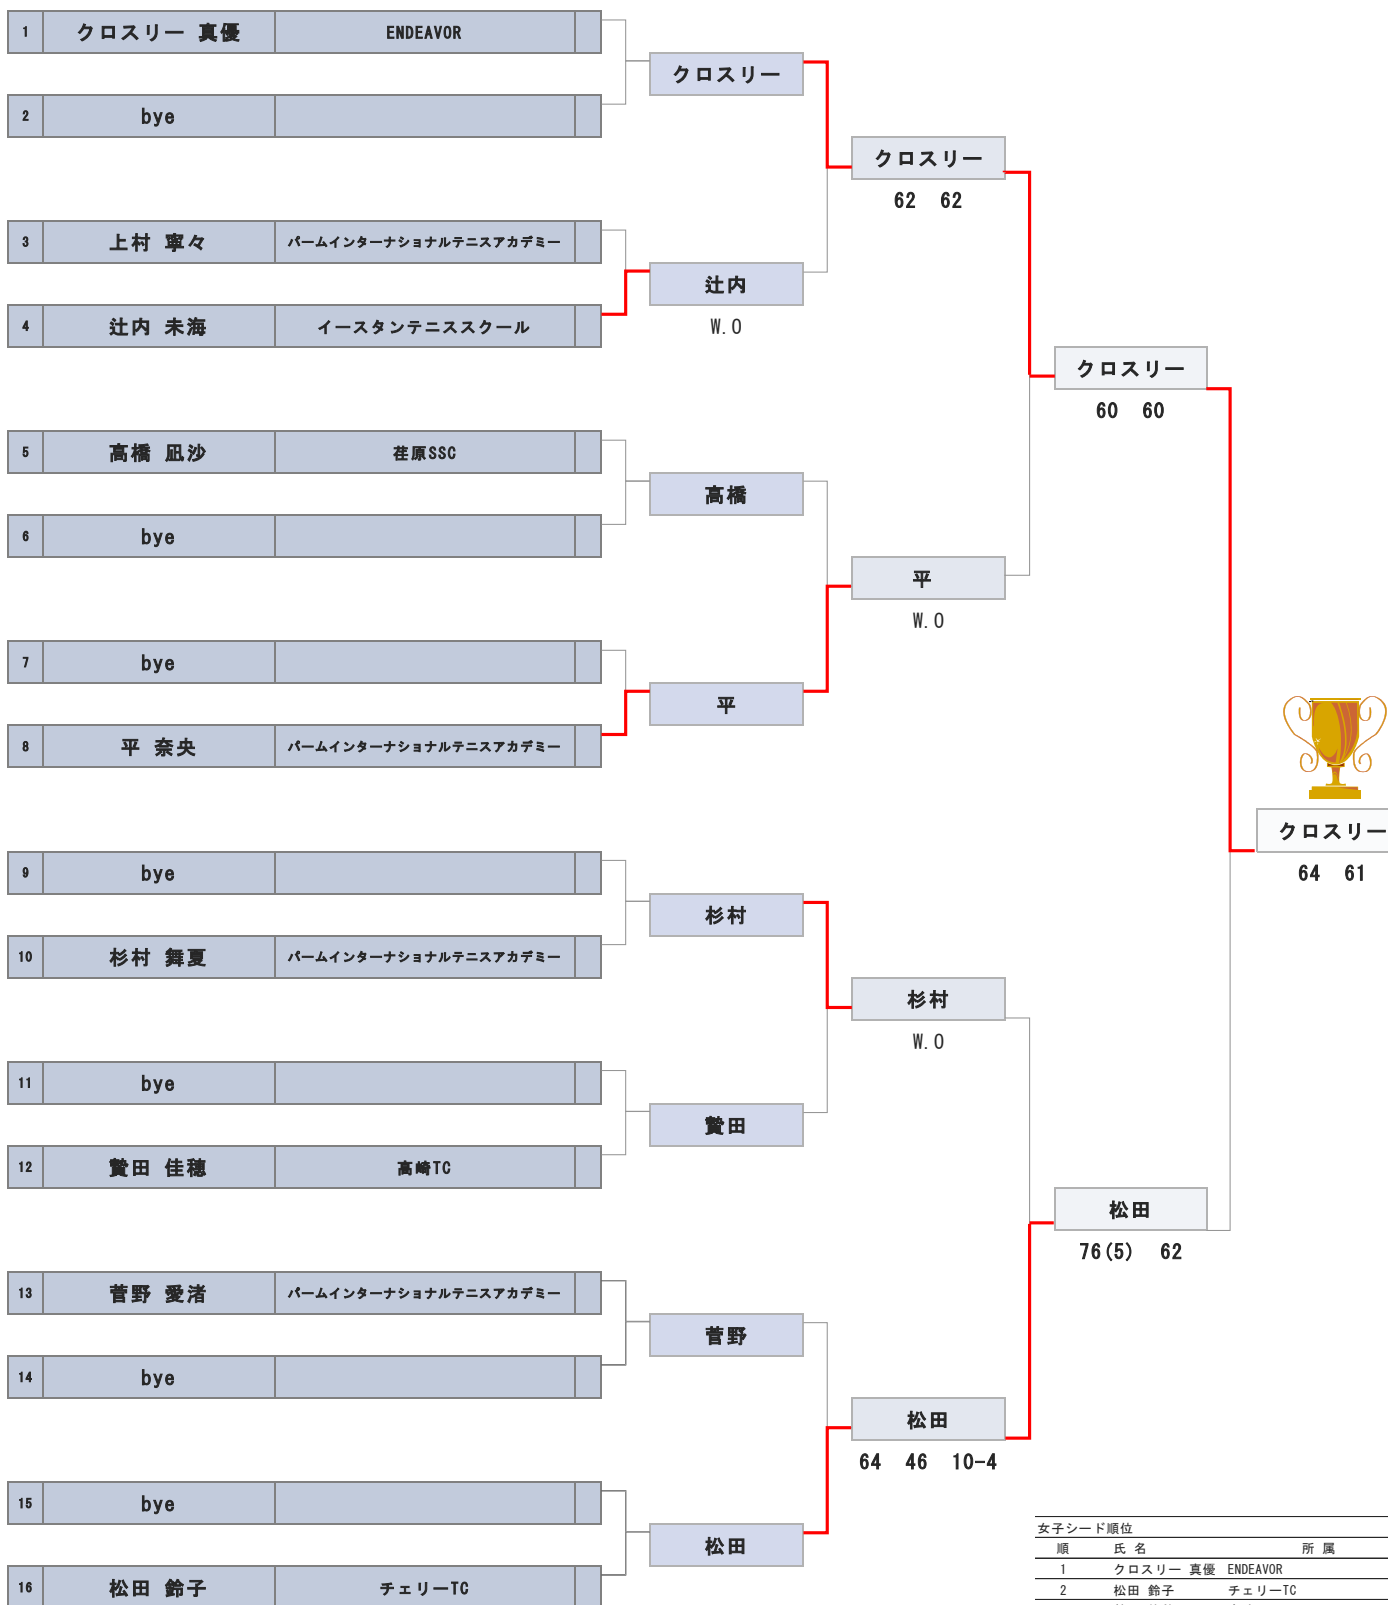 1 クロスリー 真優 ENDEAVOR
2 bye
3 上村 寧々 パームインターナショナルテニスアカデミー
4 辻内 未海 イースタンテニススクール
5 高橋 凪沙 荏原SSC
6 bye
7 bye
8 平 奈央 パームインターナショナルテニスアカデミー
9 bye
10 杉村 舞夏 パームインターナショナルテニスアカデミー
11 bye
12 贄田 佳穂 高崎TC
13 菅野 愛渚 パームインターナショナルテニスアカデミー
14 bye
15 bye
16 松田 鈴子 チェリーTC
クロスリー
辻内
W.O
高橋
平
杉村
贄田
菅野
松田
クロスリー
62 62
平
W.O
杉村
W.O
松田
64 46 10-4
クロスリー
60 60
松田
76(5) 62
クロスリー
64 61
女子シード順位
順 氏 名 所 属
1 クロスリー 真優 ENDEAVOR
2 松田 鈴子 チェリーTC